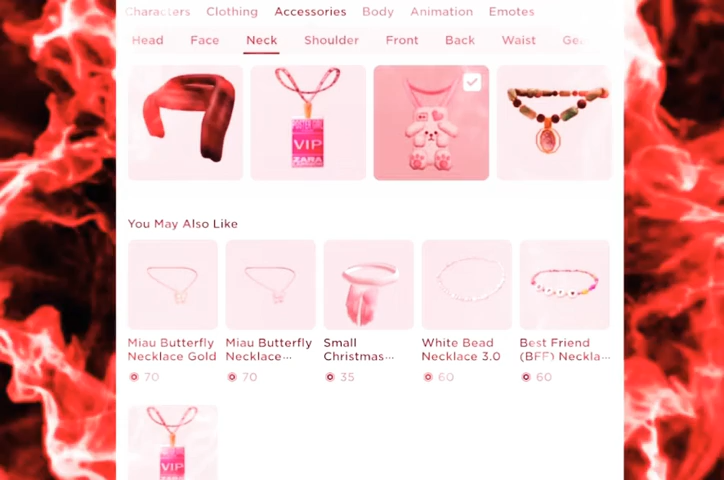 Characters Clothing Accessories Body Animation Emotes
Head Face Neck Shoulder Front Back Waist
VIP
ZARA
You May Also Like
Miau Butterfly Necklace Gold
70
Miau Butterfly Necklace...
70
Small Christmas...
35
White Bead Necklace 3.0
60
Best Friend (BFF) Neckla...
60
VIP